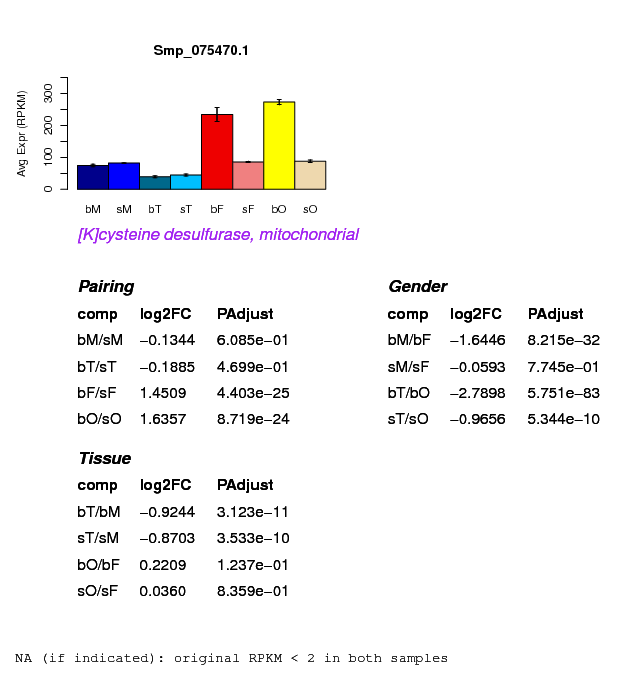 Smp_075470.1
Avg Expr (RPKM)
300
200
100
0
bM sM bT sT bF sF bO sO
[K]cysteine desulfurase, mitochondrial
Pairing
comp log2FC PAdjust
bM/sM −0.1344 6.085e−01
bT/sT −0.1885 4.699e−01
bF/sF 1.4509 4.403e−25
bO/sO 1.6357 8.719e−24
Gender
comp log2FC PAdjust
bM/bF −1.6446 8.215e−32
sM/sF −0.0593 7.745e−01
bT/bO −2.7898 5.751e−83
sT/sO −0.9656 5.344e−10
Tissue
comp log2FC PAdjust
bT/bM −0.9244 3.123e−11
sT/sM −0.8703 3.533e−10
bO/bF 0.2209 1.237e−01
sO/sF 0.0360 8.359e−01
NA (if indicated): original RPKM < 2 in both samples